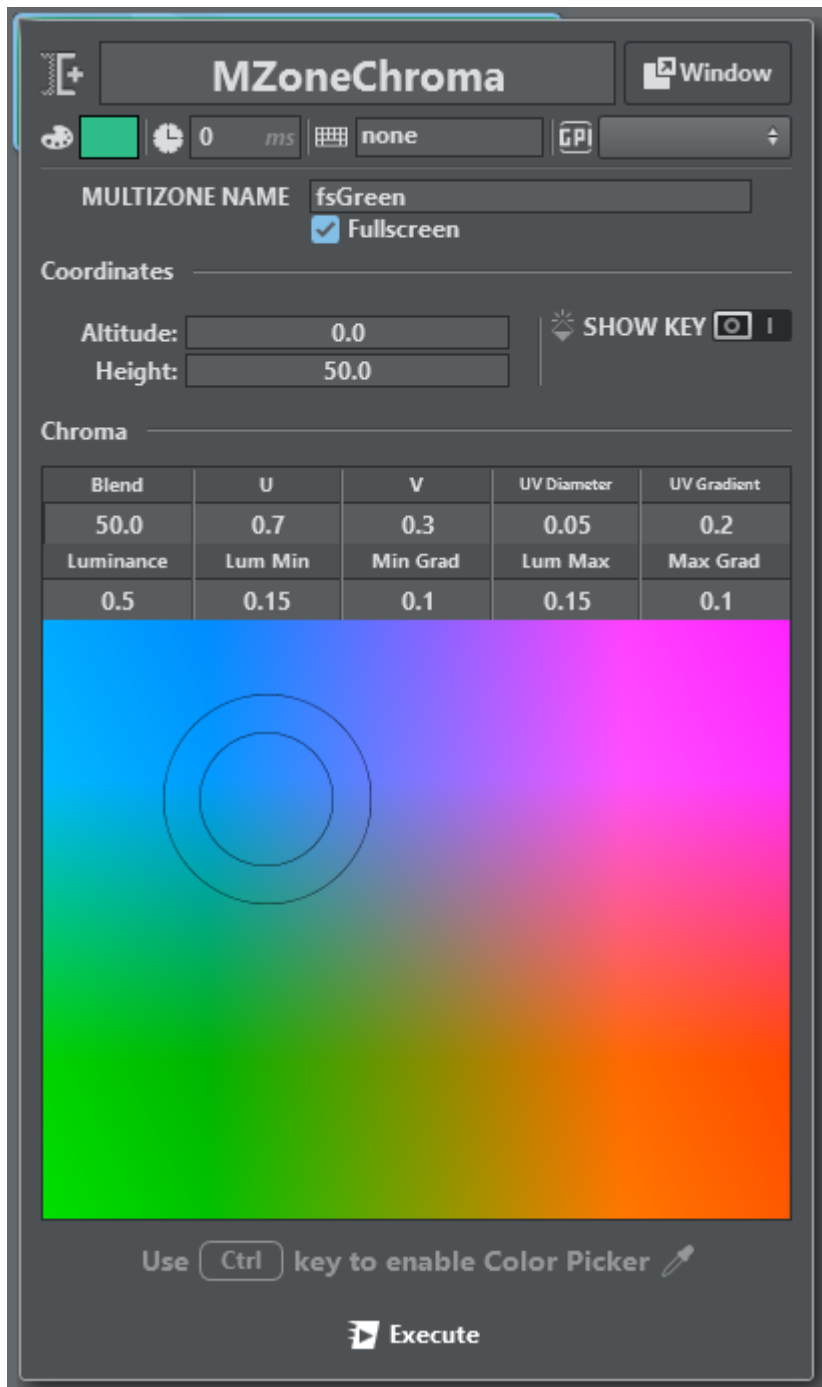 MZoneChroma
Window
0 ms none GPI
MULTIZONE NAME fsGreen
Fullscreen
Coordinates
Altitude: 0.0
SHOW KEY O I
Height: 50.0
Chroma
Blend U V UV Diameter UV Gradient
50.0 0.7 0.3 0.05 0.2
Luminance Lum Min Min Grad Lum Max Max Grad
0.5 0.15 0.1 0.15 0.1
Use Ctrl key to enable Color Picker
Execute